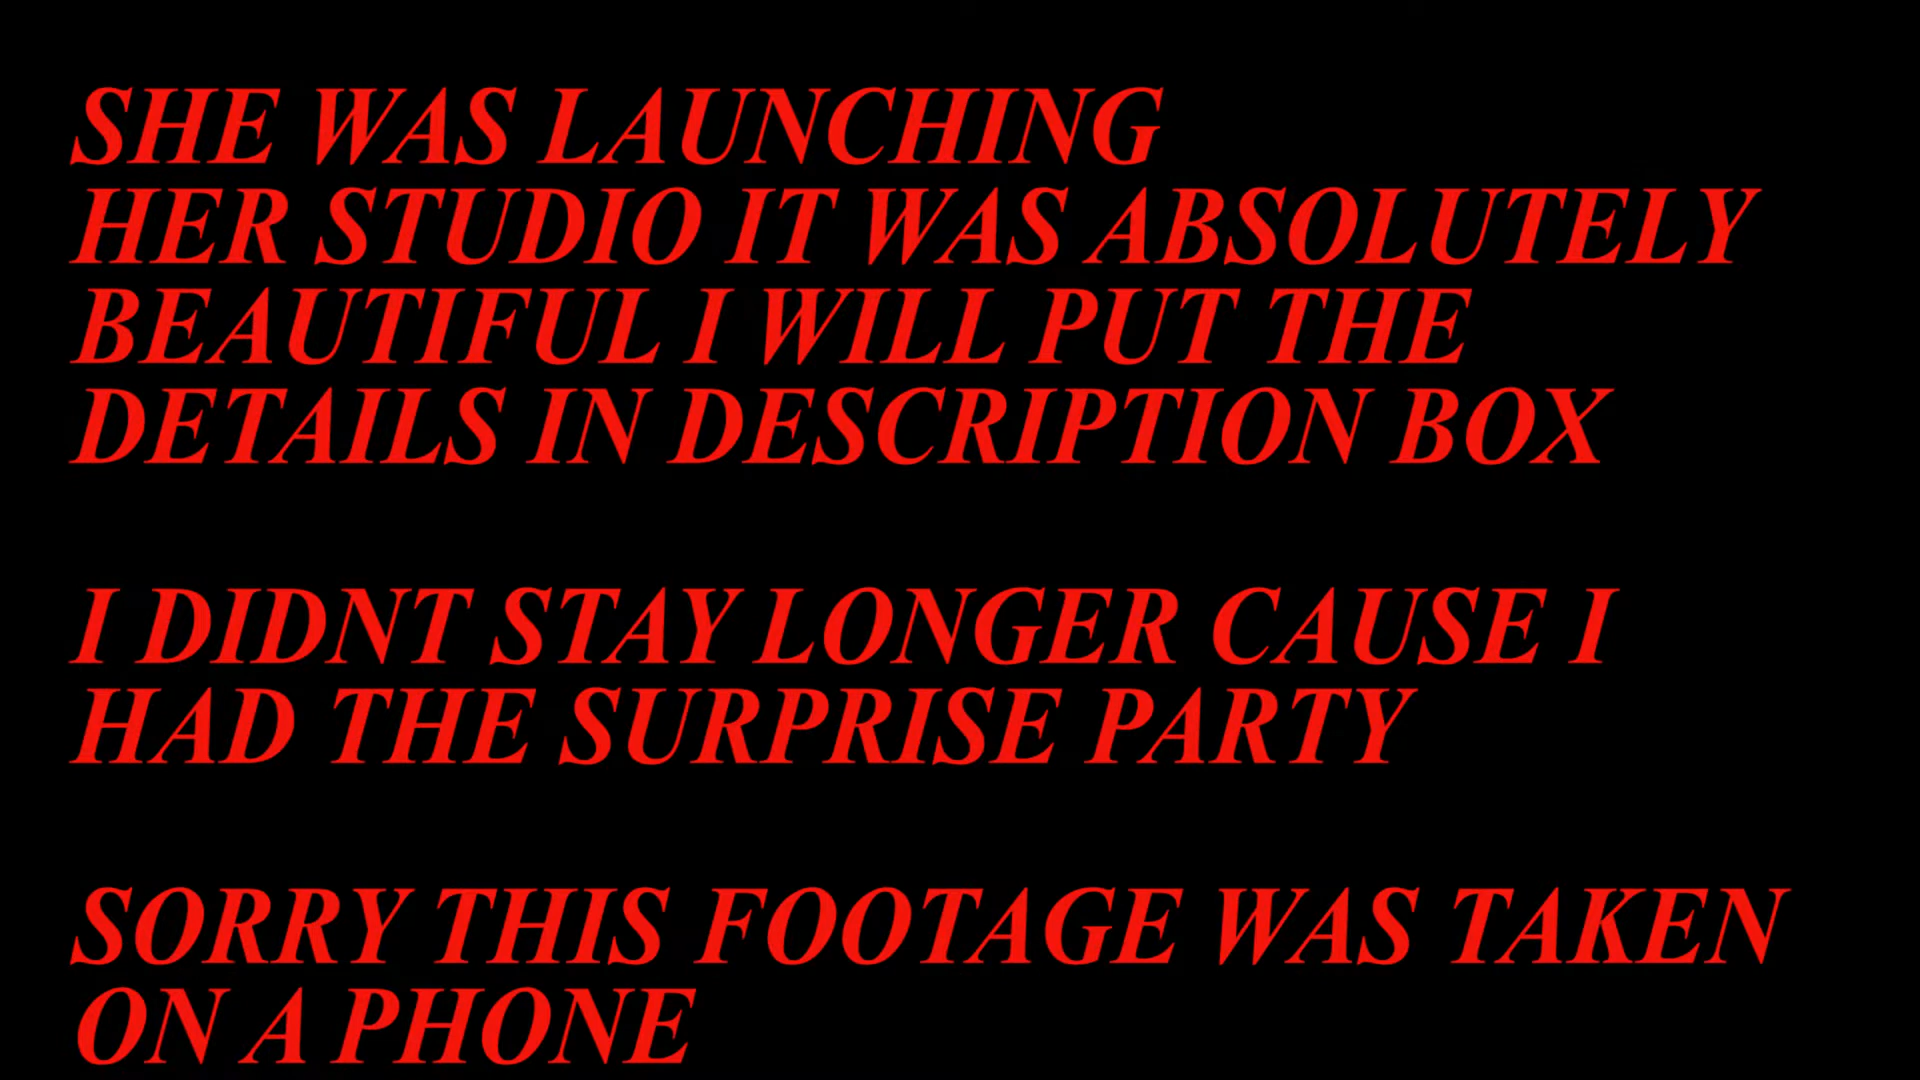 SHE WAS LAUNCHING
HER STUDIO IT WAS ABSOLUTELY
BEAUTIFUL I WILL PUT THE
DETAILS IN DESCRIPTION BOX
I DIDNT STAY LONGER CAUSE I
HAD THE SURPRISE PARTY
SORRY THIS FOOTAGE WAS TAKEN
ON A PHONE